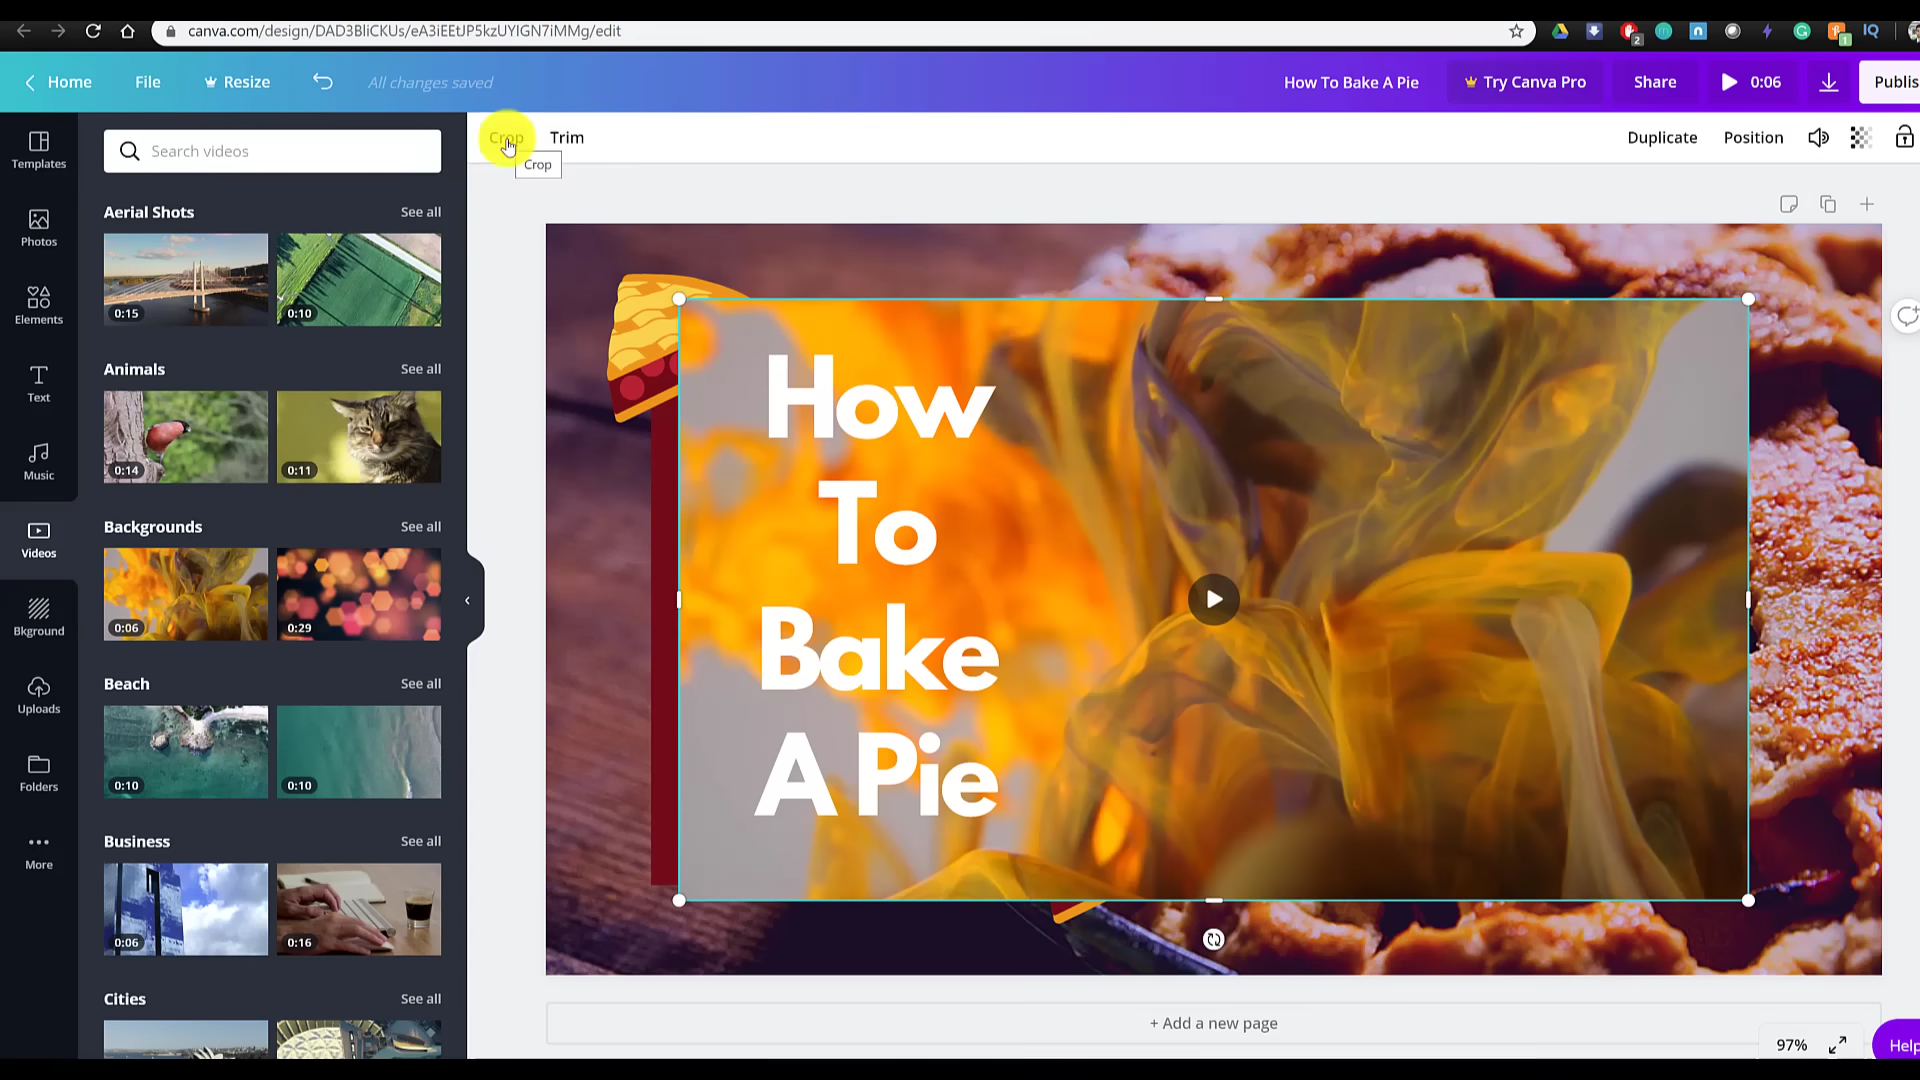 canva.com/design/DAD3BliCKUs/eA3iEEtJP5kzUYIGN7iMMg/edit
2
1
IQ
Home
File
Resize
All changes saved
How To Bake A Pie
Try Canva Pro
Share
0:06
Publis
Templates
Photos
Elements
Text
Music
Videos
Bkground
Uploads
Folders
More
Search videos
Aerial Shots See all
0:15 0:10
Animals See all
0:14 0:11
Backgrounds See all
0:06 0:29
Beach See all
0:10 0:10
Business See all
0:06 0:16
Cities See all
Crop Trim
Crop
Duplicate Position
How
To
Bake
A Pie
+ Add a new page
97%
Help